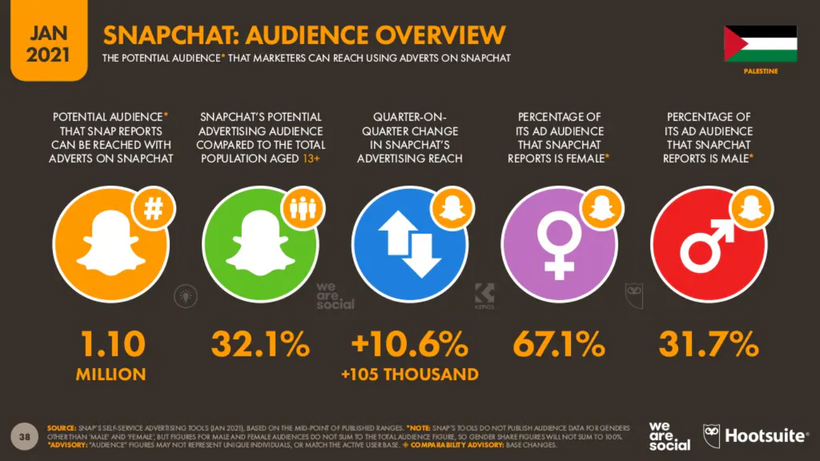 JAN
2021
SNAPCHAT: AUDIENCE OVERVIEW
THE POTENTIAL AUDIENCE* THAT MARKETERS CAN REACH USING ADVERTS ON SNAPCHAT
PALESTINE
POTENTIAL AUDIENCE*
THAT SNAP REPORTS
CAN BE REACHED WITH
ADVERTS ON SNAPCHAT
SNAPCHAT'S POTENTIAL
ADVERTISING AUDIENCE
COMPARED TO THE TOTAL
POPULATION AGED 13+
QUARTER-ON-
QUARTER CHANGE
IN SNAPCHAT'S
ADVERTISING REACH
PERCENTAGE OF
ITS AD AUDIENCE
THAT SNAPCHAT
REPORTS IS FEMALE*
PERCENTAGE OF
ITS AD AUDIENCE
THAT SNAPCHAT
REPORTS IS MALE*
#
we
are
social
KEPIOS
1.10
MILLION
32.1%
+10.6%
+105 THOUSAND
67.1%
31.7%
38
SOURCE: SNAP'S SELF-SERVICE ADVERTISING TOOLS (JAN 2021), BASED ON THE MID-POINT OF PUBLISHED RANGES. *NOTE: SNAP'S TOOLS DO NOT PUBLISH AUDIENCE DATA FOR GENDERS
OTHER THAN 'MALE' AND 'FEMALE', BUT FIGURES FOR MALE AND FEMALE AUDIENCES DO NOT SUM TO THE TOTAL AUDIENCE FIGURE, SO GENDER SHARE FIGURES WILL NOT SUM TO 100%.
*ADVISORY: "AUDIENCE" FIGURES MAY NOT REPRESENT UNIQUE INDIVIDUALS, OR MATCH THE ACTIVE USER BASE. ✦ COMPARABILITY ADVISORY: BASE CHANGES.
we
are
social
Hootsuite®